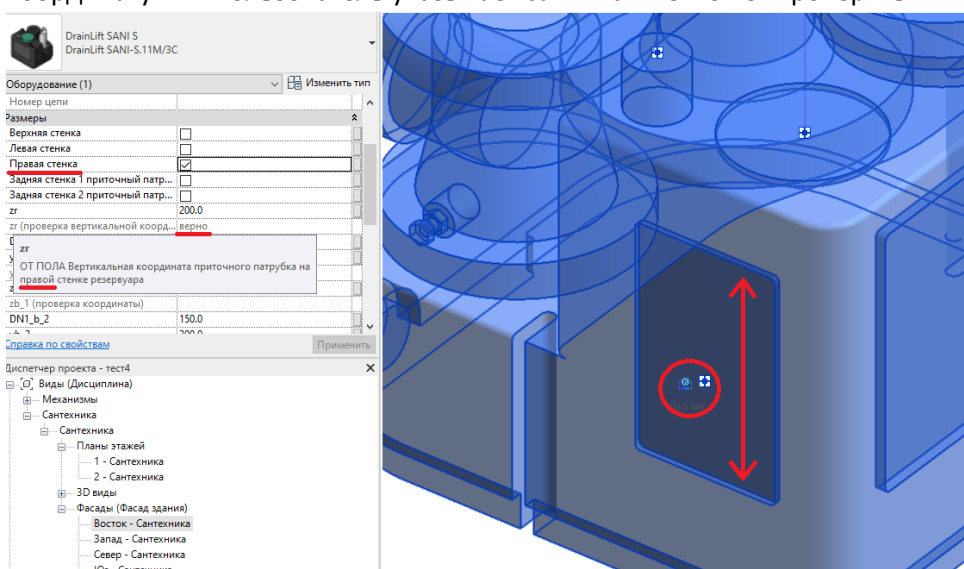 DrainLift SANI S
DrainLift SANI-S.11M/3C
Оборудование (1)
Изменить тип
Номер цепи
Размеры
Верхняя стенка
Левая стенка
Правая стенка
Задняя стенка 1 приточный патр...
Задняя стенка 2 приточный патр...
zr 200.0
zr (проверка вертикальной коорд... верно
zr
ОТ ПОЛА Вертикальная координата приточного патрубка на
правой стенке резервуара
zb_1 (проверка координаты)
DN1_b_2 150.0
Справка по свойствам
Применить
Диспетчер проекта - тест4
Виды (Дисциплина)
Механизмы
Сантехника
Сантехника
Планы этажей
1 - Сантехника
2 - Сантехника
3D виды
Фасады (Фасад здания)
Восток - Сантехника
Запад - Сантехника
Север - Сантехника